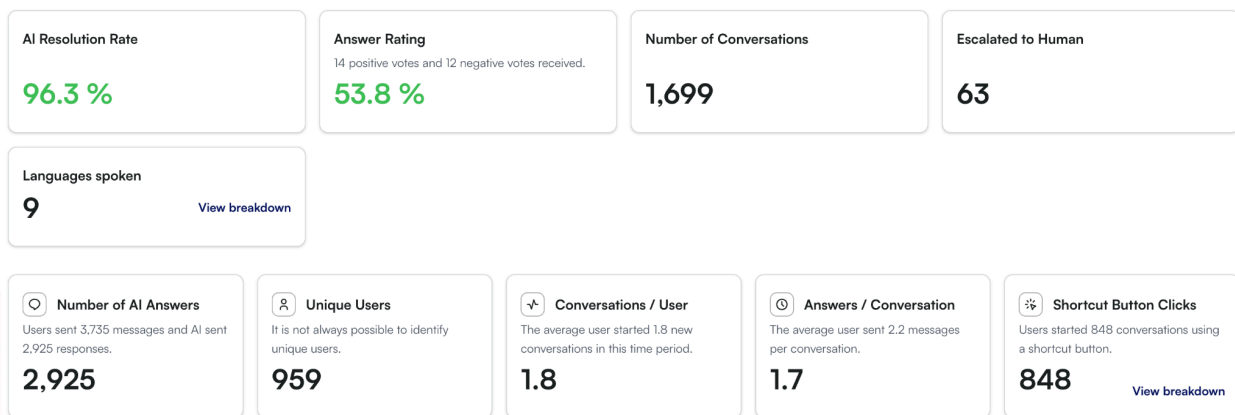 AI Resolution Rate
96.3 %
Answer Rating
14 positive votes and 12 negative votes received.
53.8 %
Number of Conversations
1,699
Escalated to Human
63
Languages spoken
9
View breakdown
Number of AI Answers
Users sent 3,735 messages and AI sent
2,925 responses.
2,925
Unique Users
It is not always possible to identify
unique users.
959
Conversations / User
The average user started 1.8 new
conversations in this time period.
1.8
Answers / Conversation
The average user sent 2.2 messages
per conversation.
1.7
Shortcut Button Clicks
Users started 848 conversations using
a shortcut button.
848
View breakdown